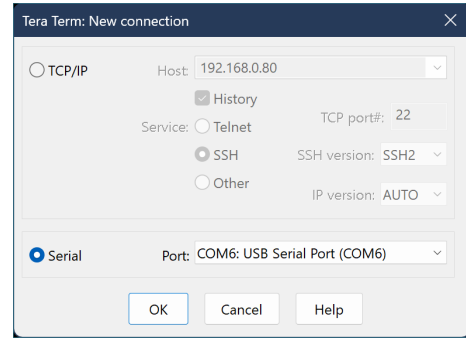 Tera Term: New connection
TCP/IP
Host:
192.168.0.80
History
Service:
Telnet
TCP port#:
22
SSH
SSH version:
SSH2
Other
IP version:
AUTO
Serial
Port:
COM6: USB Serial Port (COM6)
OK
Cancel
Help